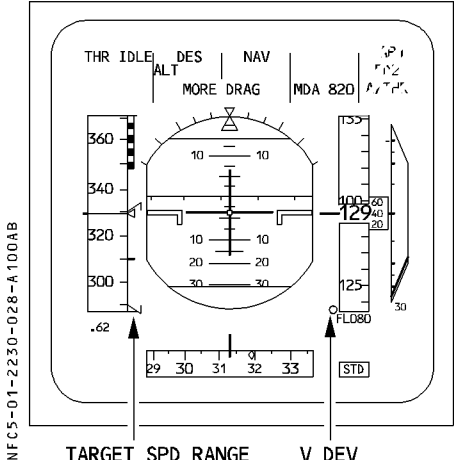 THR IDLE DES NAV
ALT
MORE DRAG MDA 820 A/THR
360 135
10 10
340
100 60
129 40
320 20
10 10
20 20
300 125
30 30
30
.62 FL080
29 30 31 32 33 STD
TARGET SPD RANGE V DEV
NFC5-01-2230-028-A100AB